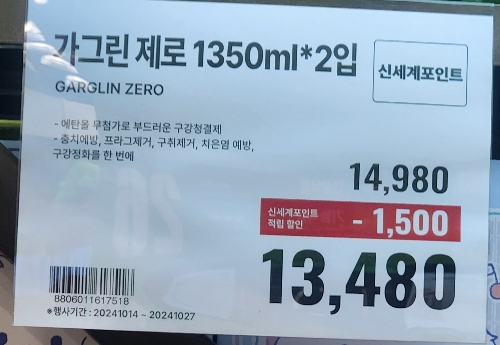 가그린 제로 1350ml*2입
신세계포인트
GARGLIN ZERO
- 에탄올 무첨가로 부드러운 구강청결제
- 충치예방, 프라그제거, 구취제거, 치은염 예방,
구강정화를 한 번에
14,980
신세계포인트
적립 할인
- 1,500
13,480
8806011617518
※행사기간 : 20241014 ~ 20241027